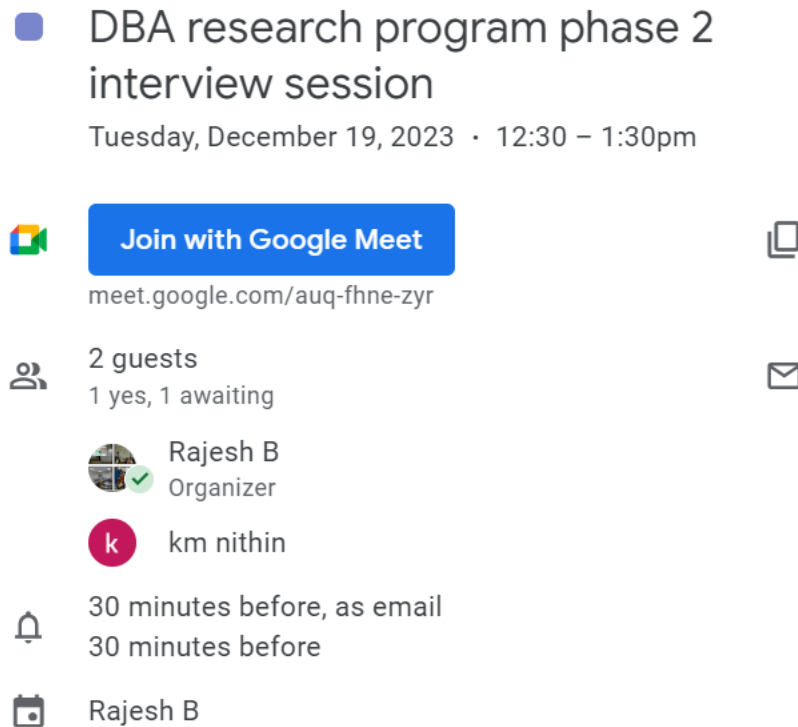 DBA research program phase 2
interview session
Tuesday, December 19, 2023 · 12:30 – 1:30pm
Join with Google Meet
meet.google.com/auq-fhne-zyr
2 guests
1 yes, 1 awaiting
Rajesh B
Organizer
k
km nithin
30 minutes before, as email
30 minutes before
Rajesh B